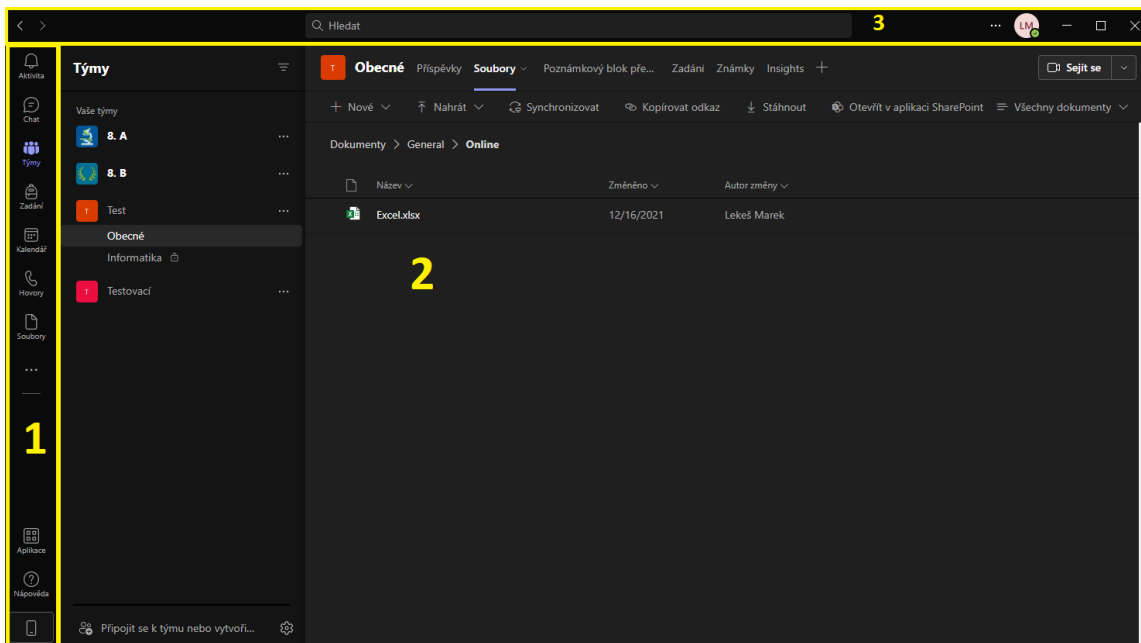 Hledat
3
LM
Aktivita
Chat
Týmy
Zadání
Kalendář
Hovory
Soubory
1
Aplikace
Nápověda
Týmy
Vaše týmy
8. A
8. B
T Test
Obecné
Informatika
T Testovací
Připojit se k týmu nebo vytvoři...
T Obecné Příspěvky Soubory Poznámkový blok pře... Zadání Známky Insights
Sejít se
Nové Nahrát Synchronizovat Kopírovat odkaz Stáhnout Otevřít v aplikaci SharePoint Všechny dokumenty
Dokumenty > General > Online
Název Změněno Autor změny
Excel.xlsx 12/16/2021 Lekeš Marek
2